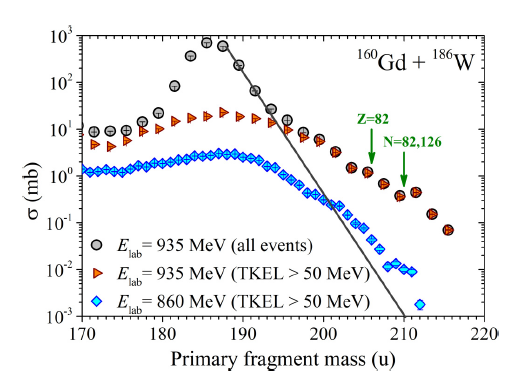 10³
¹⁶⁰Gd + ¹⁸⁶W
10²
Z=82
10¹
N=82,126
10⁰
σ (mb)
10⁻¹
E_lab= 935 MeV (all events)
E_lab= 935 MeV (TKEL > 50 MeV)
10⁻²
E_lab= 860 MeV (TKEL > 50 MeV)
10⁻³
170 180 190 200 210 220
Primary fragment mass (u)